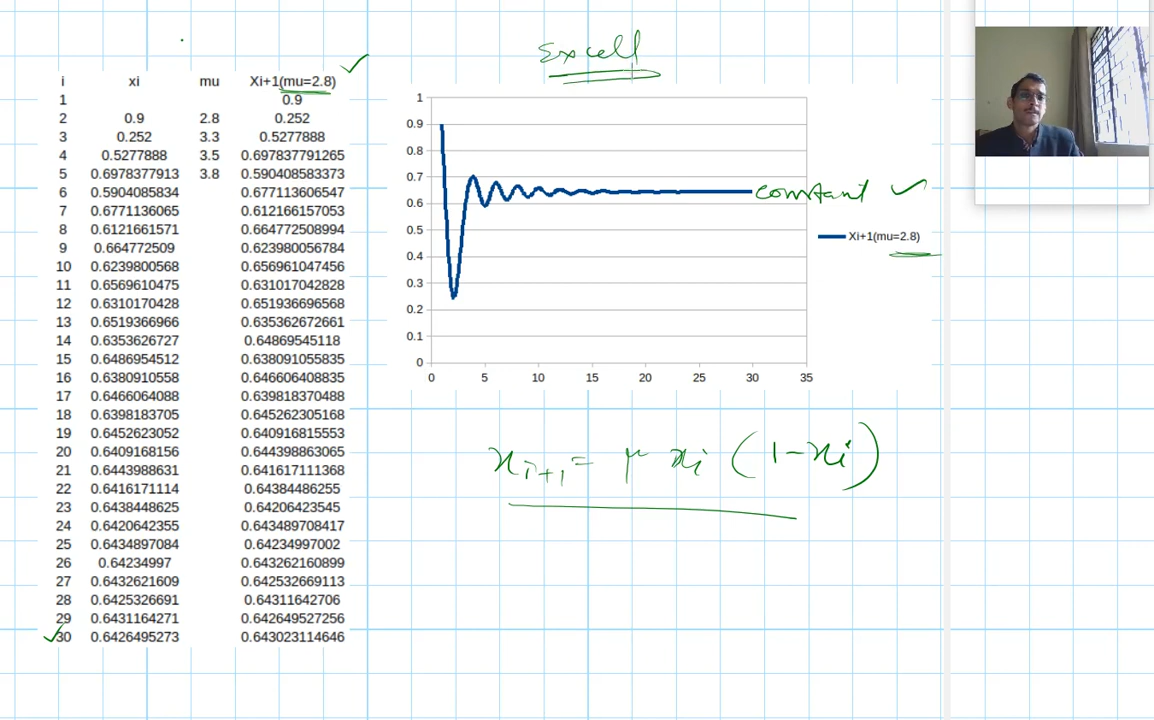 Excell
i xi mu Xi+1(mu=2.8)
1 0.9
2 0.9 2.8 0.252
3 0.252 3.3 0.5277888
4 0.5277888 3.5 0.697837791265
5 0.6978377913 3.8 0.590408583373
6 0.5904085834 0.677113606547
7 0.6771136065 0.612166157053
8 0.6121661571 0.664772508994
9 0.664772509 0.623980056784
10 0.6239800568 0.656961047456
11 0.6569610475 0.631017042828
12 0.6310170428 0.651936696568
13 0.6519366966 0.635362672661
14 0.6353626727 0.64869545118
15 0.6486954512 0.638091055835
16 0.6380910558 0.646606408835
17 0.6466064088 0.639818370488
18 0.6398183705 0.645262305168
19 0.6452623052 0.640916815553
20 0.6409168156 0.644398863065
21 0.6443988631 0.641617111368
22 0.6416171114 0.64384486255
23 0.6438448625 0.64206423545
24 0.6420642355 0.643489708417
25 0.6434897084 0.64234997002
26 0.64234997 0.643262160899
27 0.6432621609 0.642532669113
28 0.6425326691 0.64311642706
29 0.6431164271 0.642649527256
30 0.6426495273 0.643023114646
1
0.9
0.8
0.7
0.6
0.5
0.4
0.3
0.2
0.1
0
0 5 10 15 20 25 30 35
constant
Xi+1(mu=2.8)
xi+1 = μ xi (1-xi)